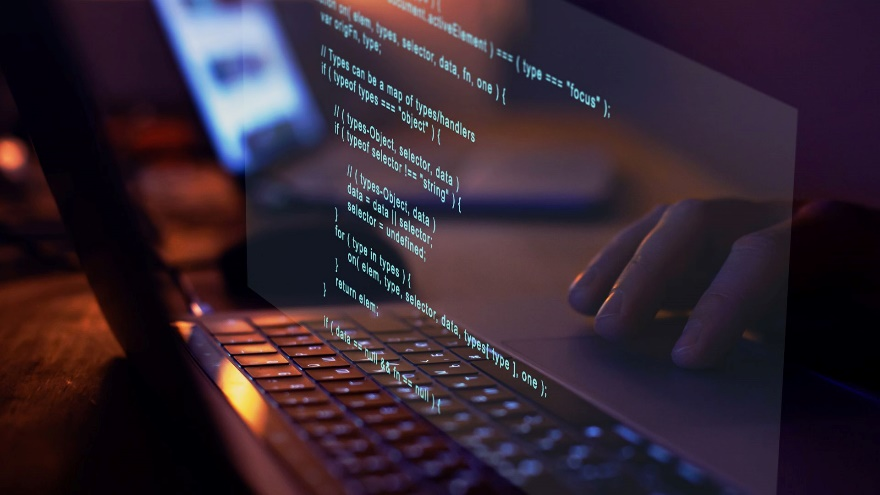 document.activeElement ) === ( type === "focus" );
on( elem, types, selector, data, fn, one ) {
var origFn, type;
// Types can be a map of types/handlers
if ( typeof types === "object" ) {
// ( types-Object, selector, data )
if ( typeof selector !== "string" ) {
// ( types-Object, data )
data = data || selector;
selector = undefined;
}
for ( type in types ) {
on( elem, type, selector, data, types[ type ], one );
}
return elem;
}
if ( data == null && fn == null ) {